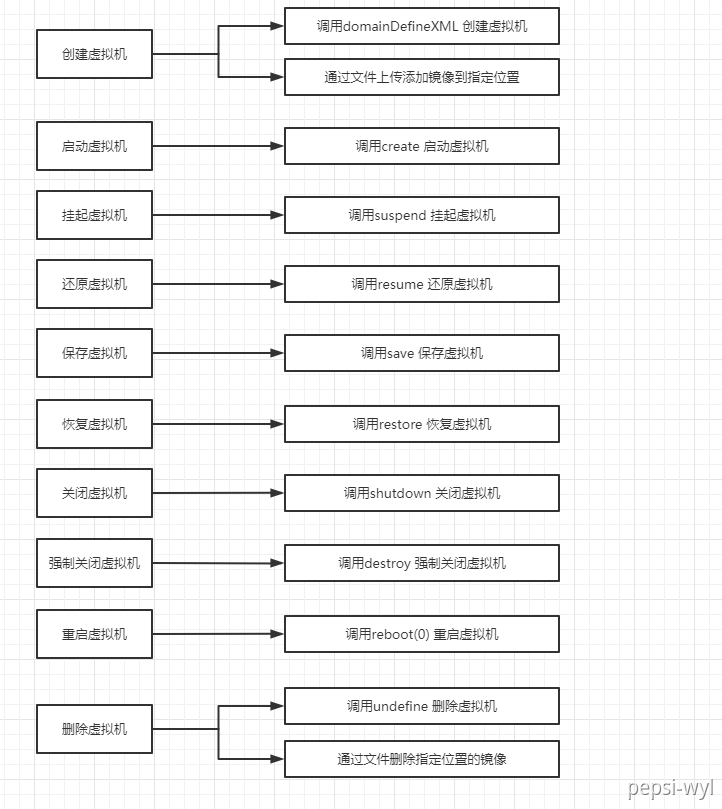 创建虚拟机
调用domainDefineXML 创建虚拟机
通过文件上传添加镜像到指定位置
启动虚拟机
调用create 启动虚拟机
挂起虚拟机
调用suspend 挂起虚拟机
还原虚拟机
调用resume 还原虚拟机
保存虚拟机
调用save 保存虚拟机
恢复虚拟机
调用restore 恢复虚拟机
关闭虚拟机
调用shutdown 关闭虚拟机
强制关闭虚拟机
调用destroy 强制关闭虚拟机
重启虚拟机
调用reboot(0) 重启虚拟机
删除虚拟机
调用undefine 删除虚拟机
通过文件删除指定位置的镜像
pepsi-wyl